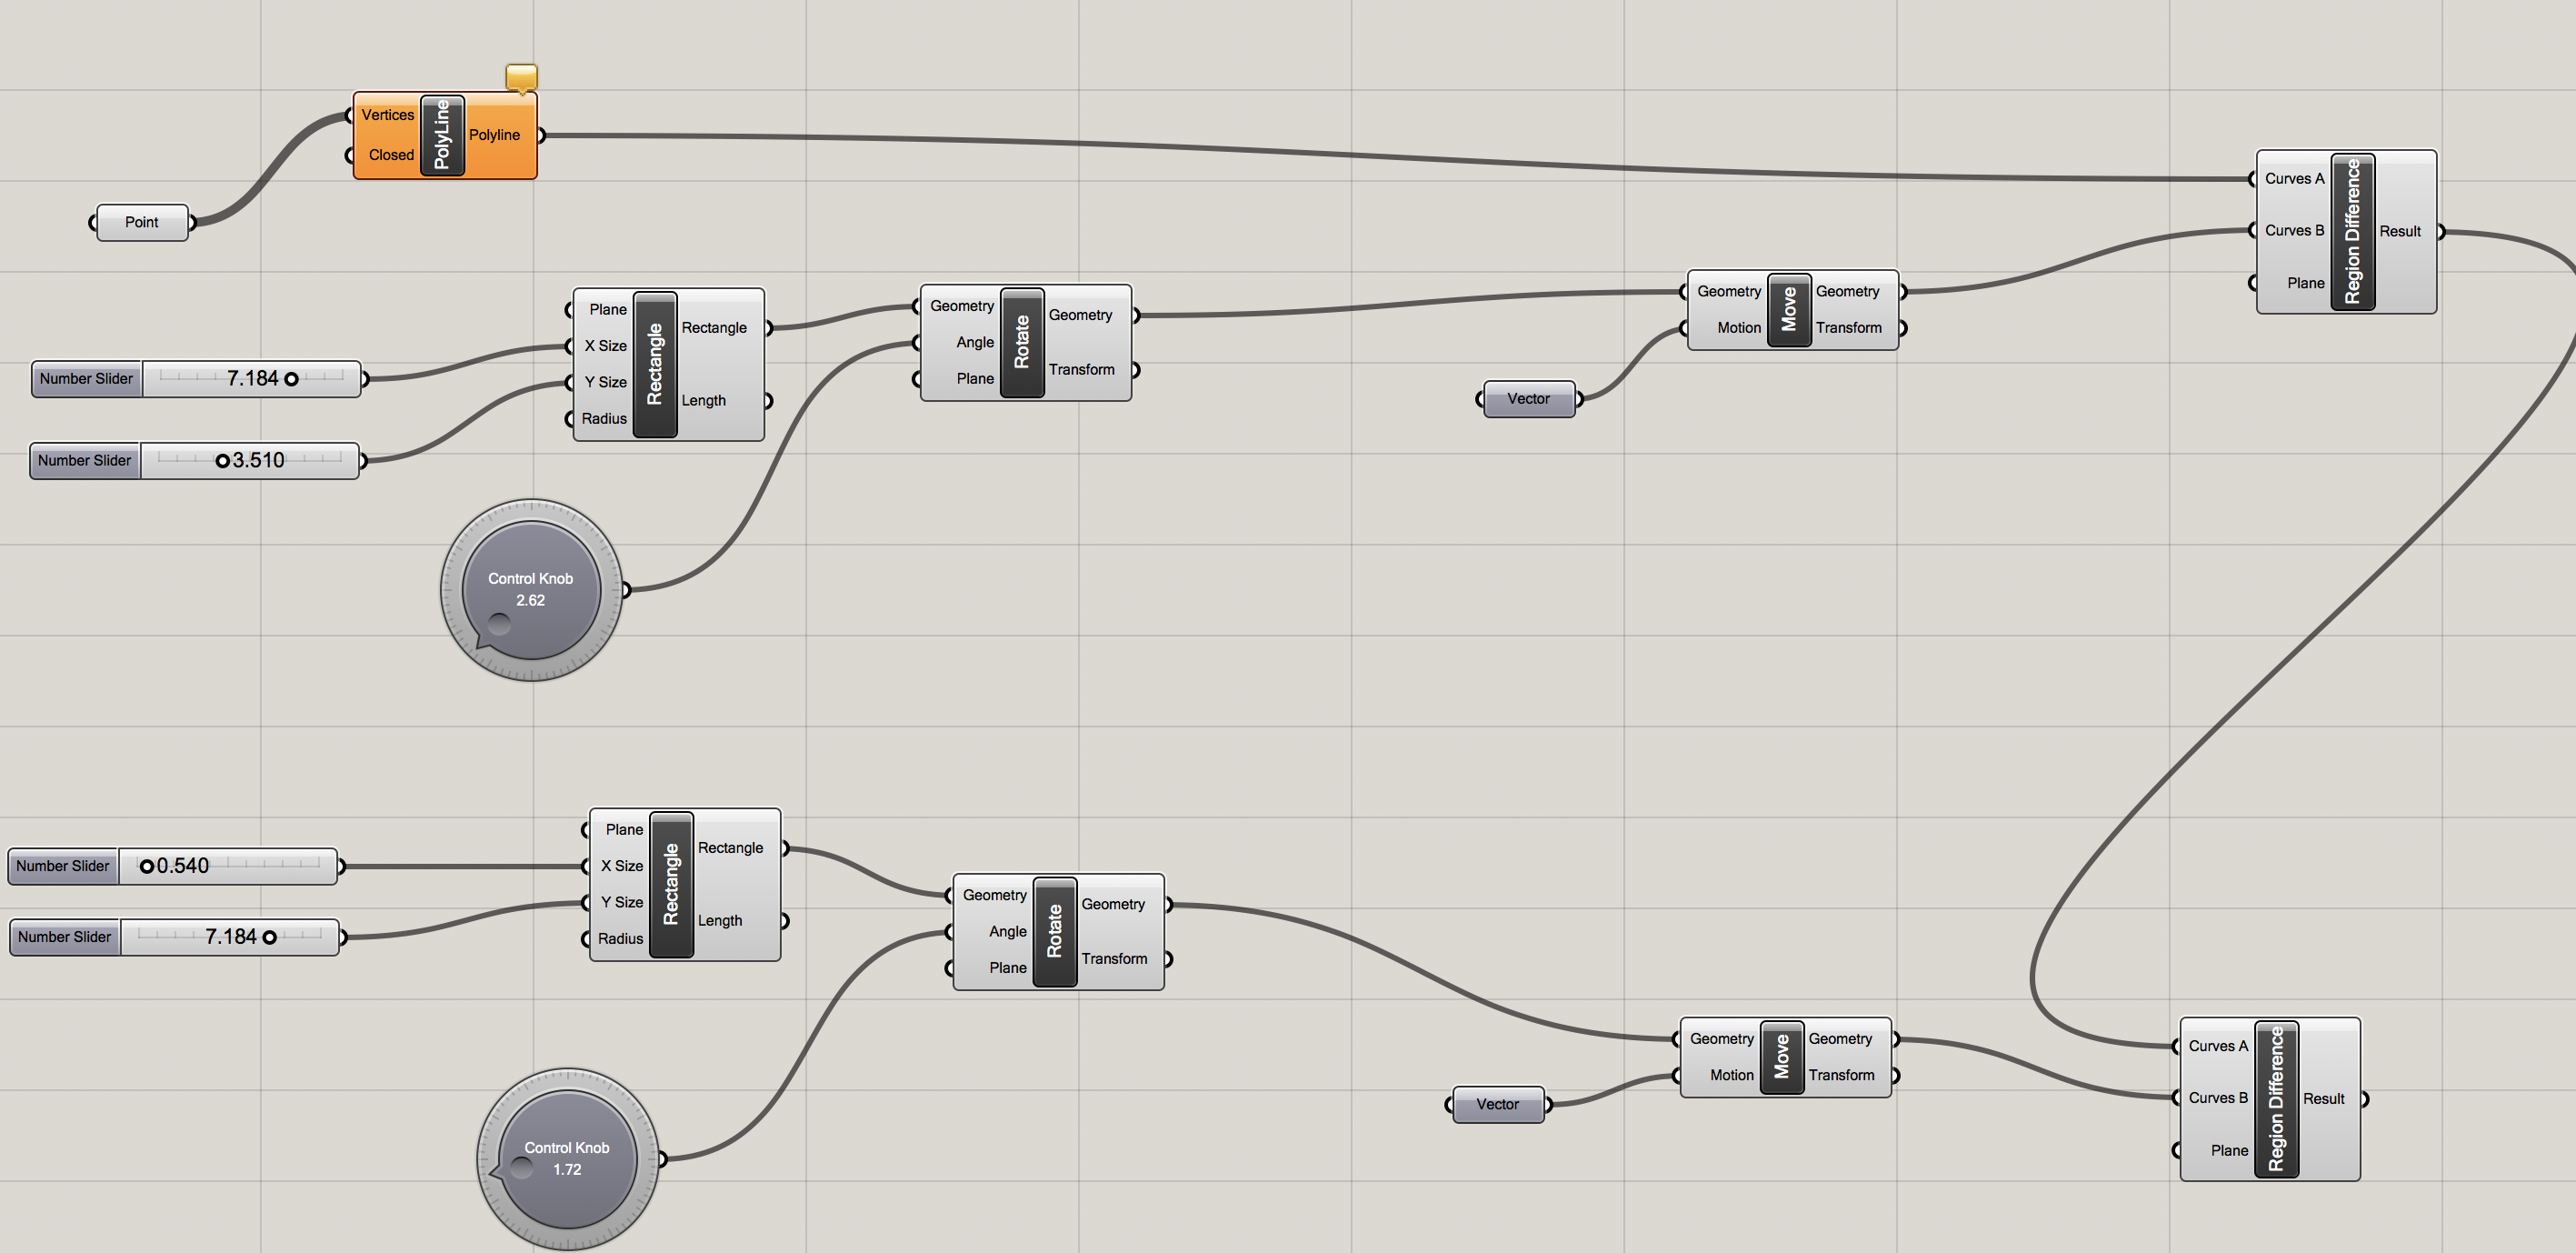 Vertices
Closed
PolyLine
Polyline
Point
Curves A
Curves B
Plane
Region Difference
Result
Plane
X Size
Y Size
Radius
Rectangle
Rectangle
Length
Geometry
Angle
Plane
Rotate
Geometry
Transform
Geometry
Motion
Move
Geometry
Transform
Number Slider 7.184
Vector
Number Slider 3.510
Control Knob
2.62
Plane
X Size
Y Size
Radius
Rectangle
Rectangle
Length
Number Slider 0.540
Number Slider 7.184
Geometry
Angle
Plane
Rotate
Geometry
Transform
Geometry
Motion
Move
Geometry
Transform
Curves A
Curves B
Plane
Region Difference
Result
Vector
Control Knob
1.72